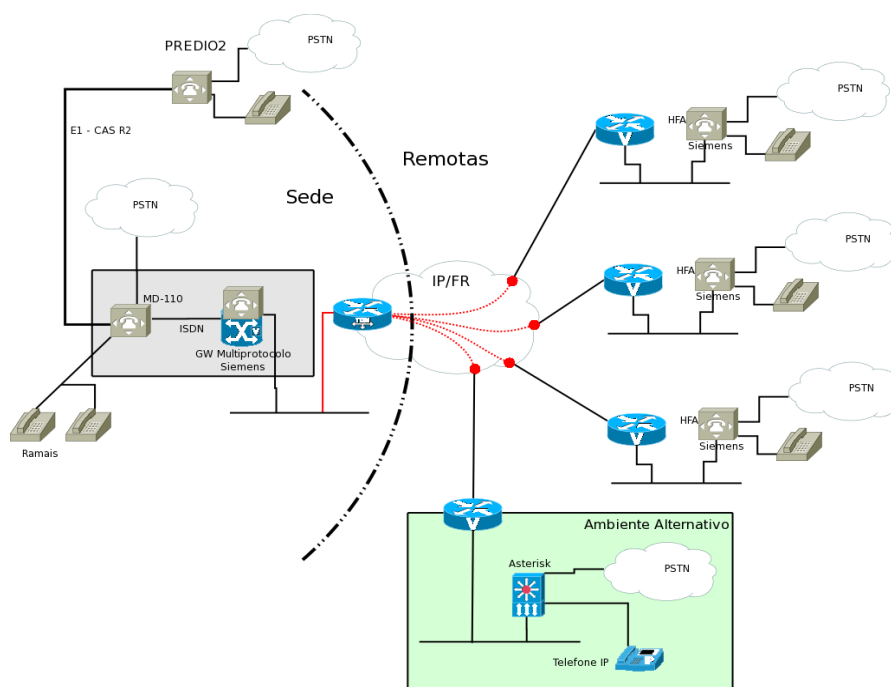 PSTN
PREDIO2
PSTN
E1 - CAS R2
HFA
Siemens
Remotas
Sede
PSTN
PSTN
IP/FR
HFA
Siemens
MD-110
ISDN
GW Multiprotocolo
Siemens
PSTN
HFA
Siemens
Ramais
Ambiente Alternativo
Asterisk
PSTN
Telefone IP